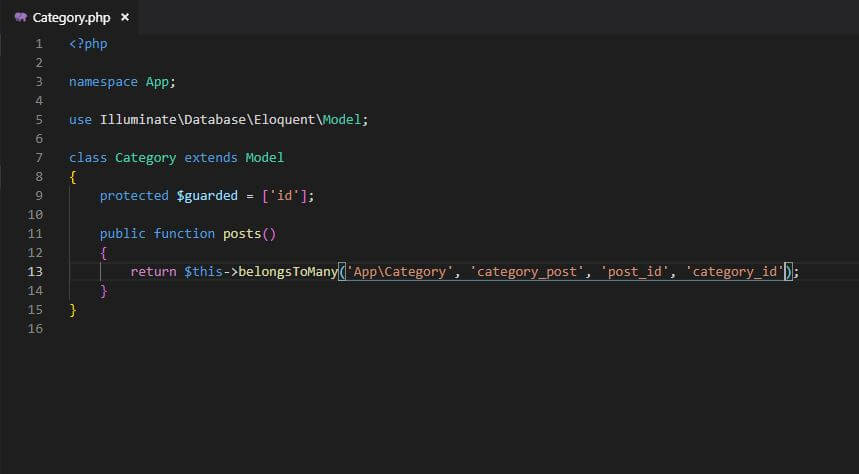 Category.php ×
1 <?php
2
3 namespace App;
4
5 use Illuminate\Database\Eloquent\Model;
6
7 class Category extends Model
8 {
9     protected $guarded = ['id'];
10
11     public function posts()
12     {
13         return $this->belongsToMany('App\Category', 'category_post', 'post_id', 'category_id');
14     }
15 }
16